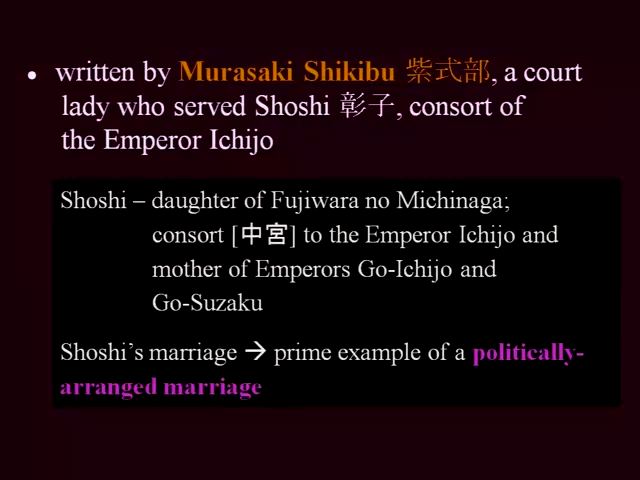 • written by Murasaki Shikibu 紫式部, a court
lady who served Shoshi 彰子, consort of
the Emperor Ichijo
Shoshi – daughter of Fujiwara no Michinaga;
consort [中宮] to the Emperor Ichijo and
mother of Emperors Go-Ichijo and
Go-Suzaku
Shoshi's marriage → prime example of a politically-
arranged marriage